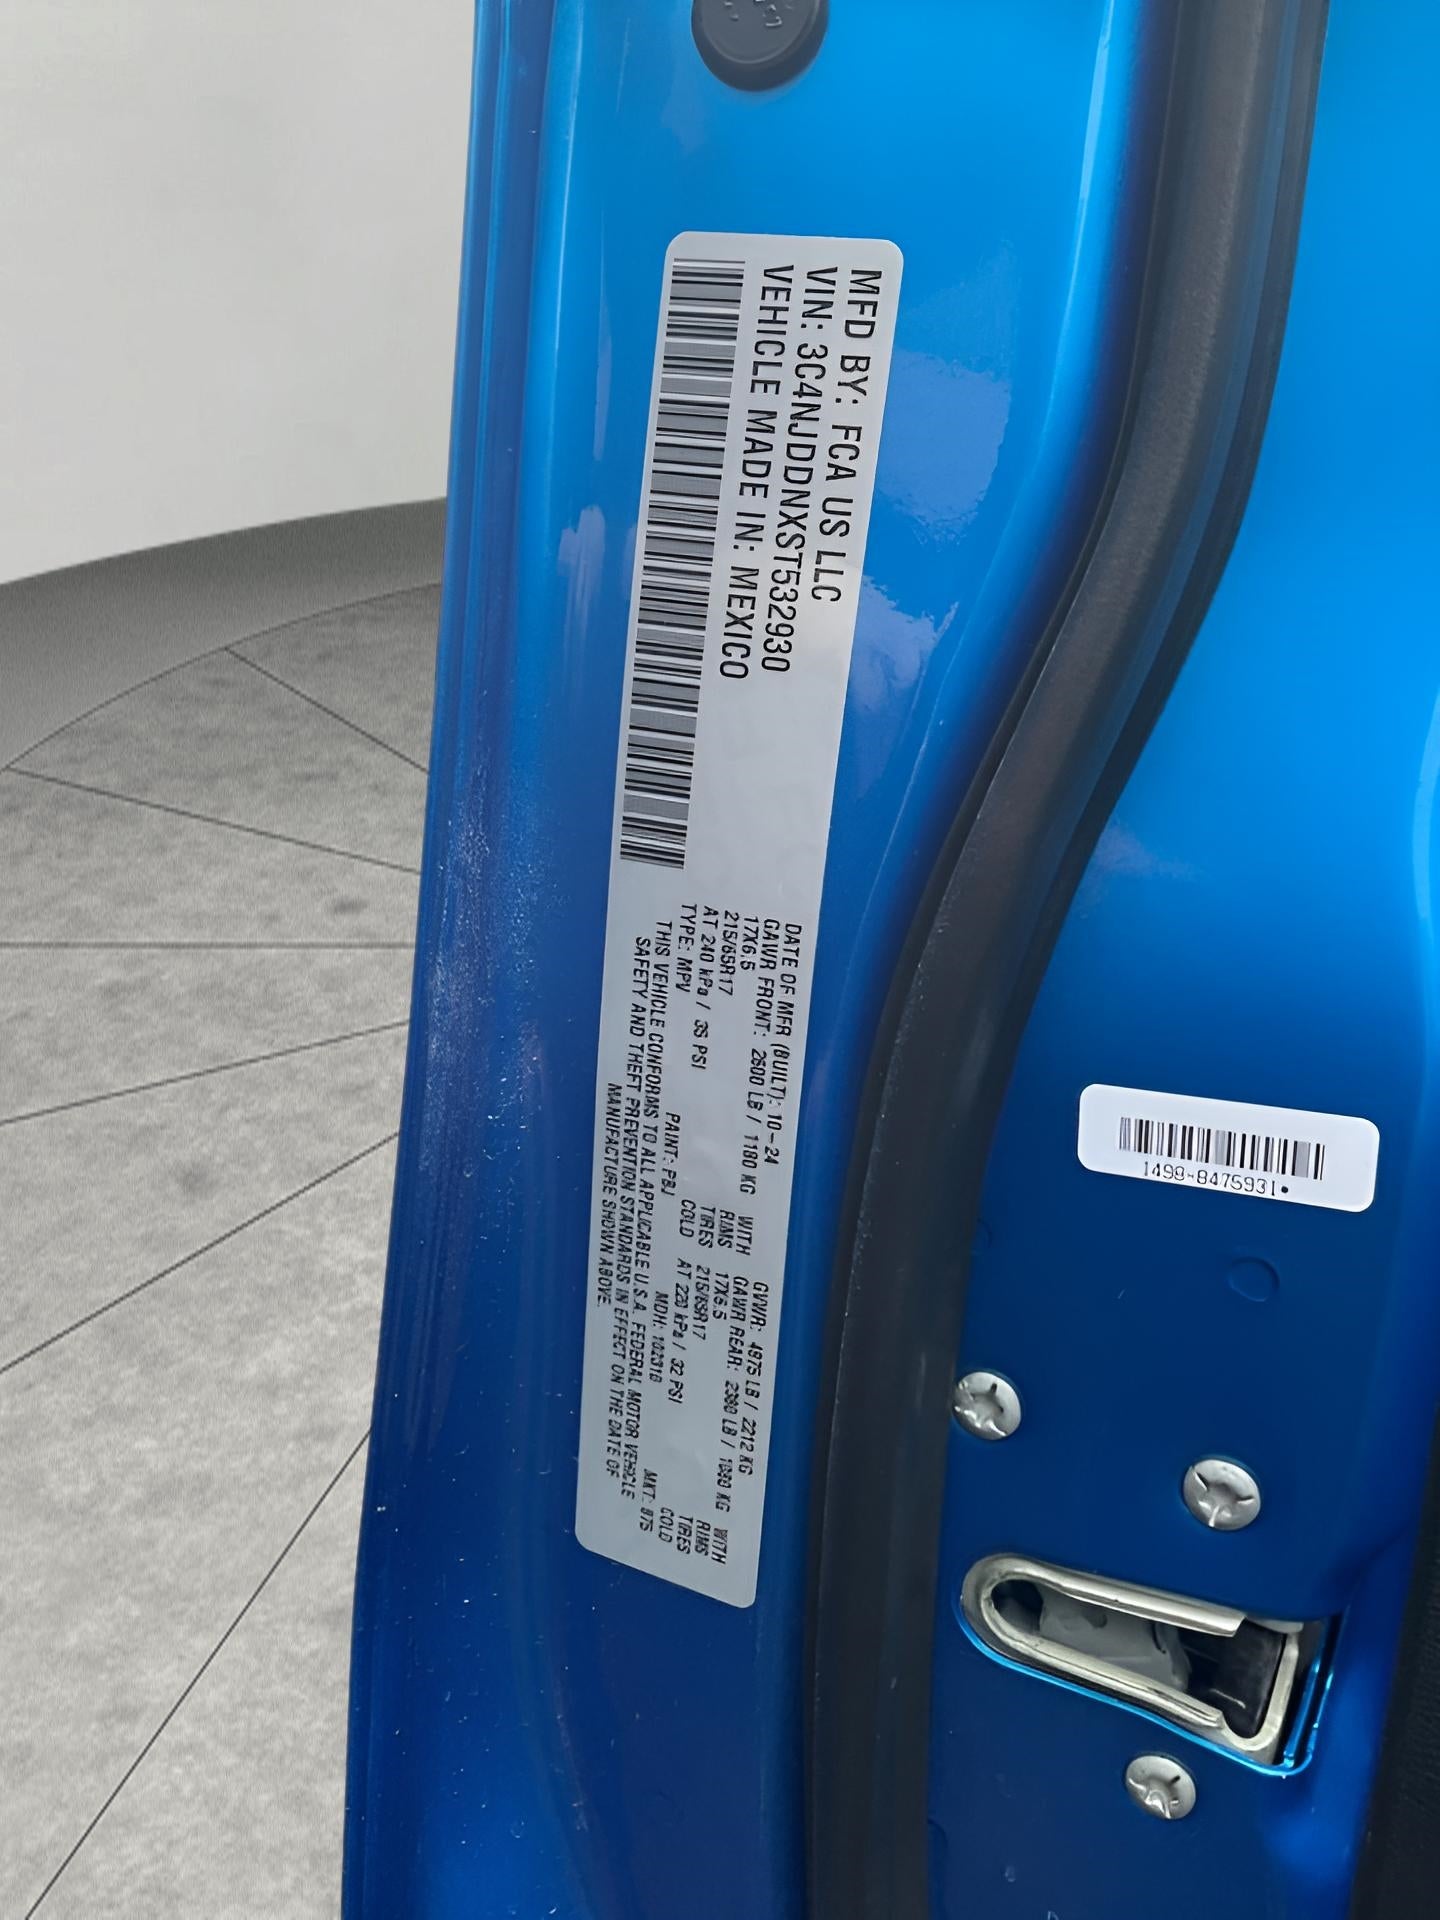 MFD BY: FCA US LLC
VIN: 3C4NJDDNXST532930
VEHICLE MADE IN: MEXICO
DATE OF MFR (BUILT): 10-24
GVWR: 4875 LB / 2212 KG
GAWR FRONT: 2600 LB / 1180 KG WITH
GAWR REAR: 2380 LB / 1080 KG WITH
17X6.5 RIMS
17X6.5 RIMS
215/65R17 TIRES
215/65R17 TIRES
AT 240 kPa / 35 PSI COLD
AT 220 kPa / 32 PSI COLD
TYPE: MPV
PAINT: PBJ
MDH:
MKT:
THIS VEHICLE CONFORMS TO ALL APPLICABLE U.S.A. FEDERAL MOTOR VEHICLE
SAFETY AND THEFT PREVENTION STANDARDS IN EFFECT ON THE DATE OF
MANUFACTURE SHOWN ABOVE.
1498-8475931•